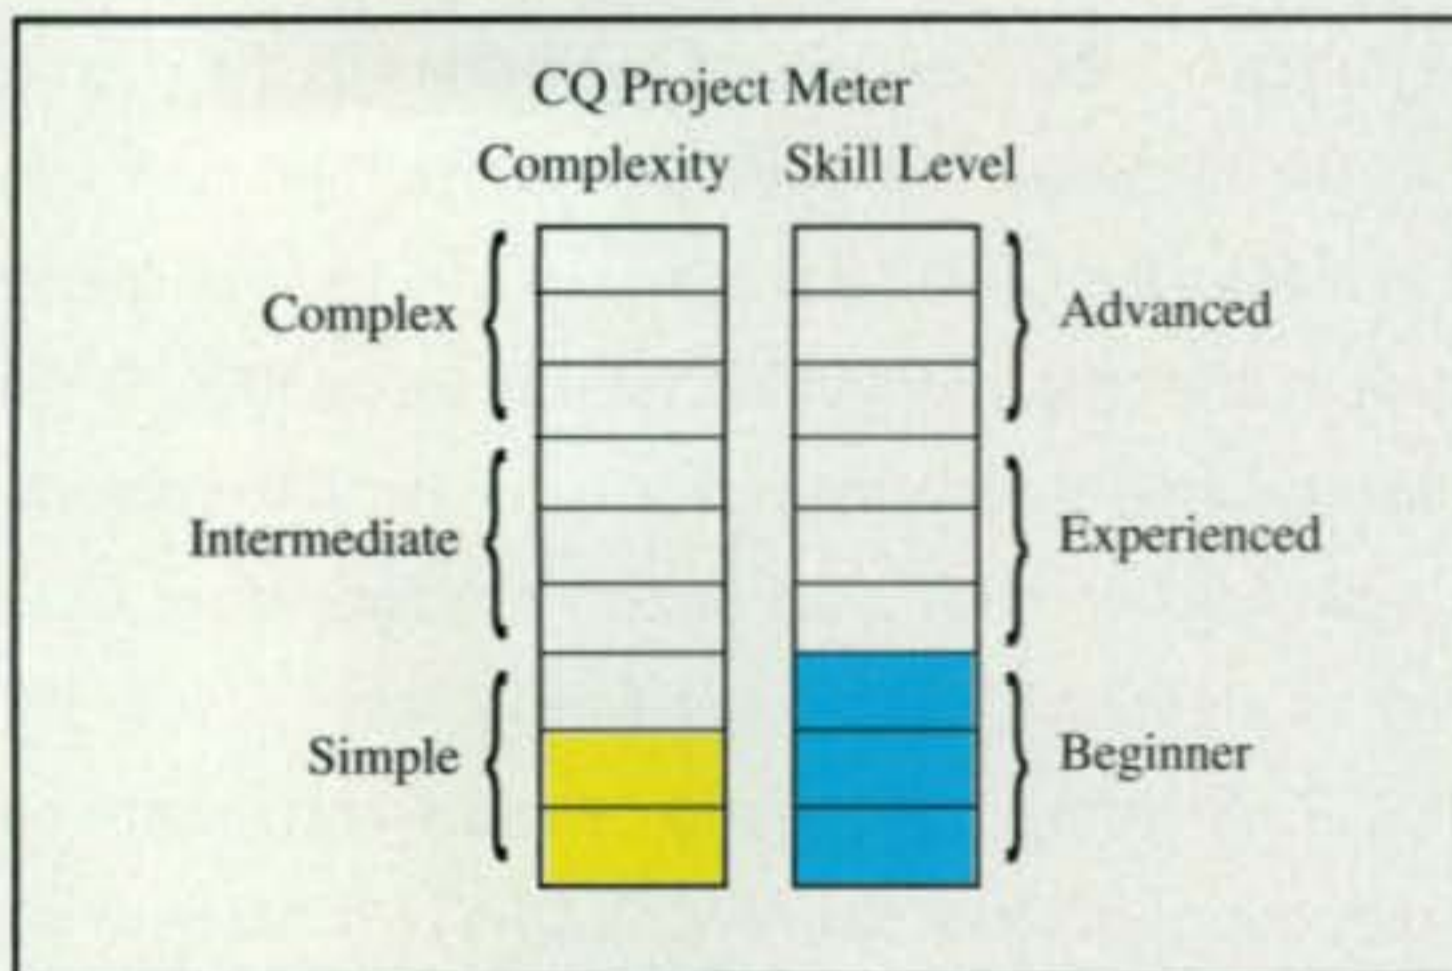 CQ Project Meter
Complexity Skill Level
Complex Advanced
Intermediate Experienced
Simple Beginner